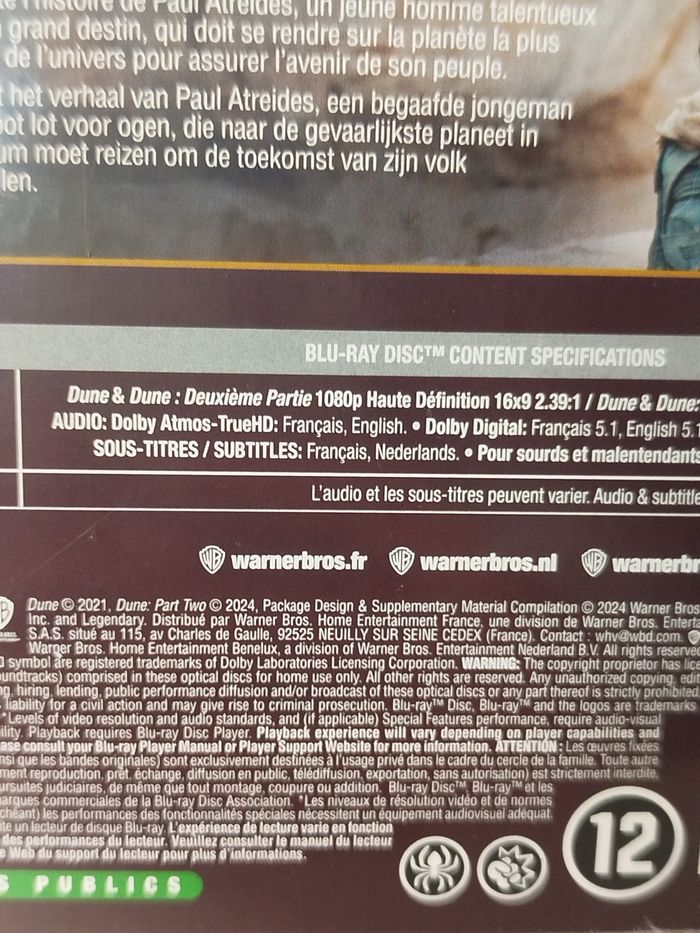 l'histoire de Paul Atreides, un jeune homme talentueux
grand destin, qui doit se rendre sur la planète la plus
de l'univers pour assurer l'avenir de son peuple.
het verhaal van Paul Atreides, een begaafde jongeman
lot voor ogen, die naar de gevaarlijkste planeet in
um moet reizen om de toekomst van zijn volk
len.
BLU-RAY DISC™ CONTENT SPECIFICATIONS
Dune & Dune : Deuxième Partie 1080p Haute Définition 16x9 2.39:1 / Dune & Dune:
AUDIO: Dolby Atmos-TrueHD: Français, English. • Dolby Digital: Français 5.1, English 5.1
SOUS-TITRES / SUBTITLES: Français, Nederlands. • Pour sourds et malentendants
L'audio et les sous-titres peuvent varier. Audio & subtitle
warnerbros.fr warnerbros.nl warnerbr
Dune © 2021, Dune: Part Two © 2024, Package Design & Supplementary Material Compilation © 2024 Warner Bros.
Inc. and Legendary. Distribué par Warner Bros. Home Entertainment France, une division de Warner Bros. Enterta
S.A.S. situé au 115, av Charles de Gaulle, 92525 NEUILLY SUR SEINE CEDEX (France). Contact : whv@wbd.com.
Warner Bros. Home Entertainment Benelux, a division of Warner Bros. Entertainment Nederland B.V. All rights reserved
symbol are registered trademarks of Dolby Laboratories Licensing Corporation. WARNING: The copyright proprietor has lic
undtracks) comprised in these optical discs for home use only. All other rights are reserved. Any unauthorized copying, edit
ng, hiring, lending, public performance diffusion and/or broadcast of these optical discs or any part thereof is strictly prohibited
liability for a civil action and may give rise to criminal prosecution. Blu-ray™ Disc, Blu-ray™ and the logos are trademarks
*Levels of video resolution and audio standards, and (if applicable) Special Features performance, require audio-visual
ility. Playback requires Blu-ray Disc Player. Playback experience will vary depending on player capabilities and
ase consult your Blu-ray Player Manual or Player Support Website for more information. ATTENTION : Les œuvres fixées
nsi que les bandes originales) sont exclusivement destinées à l'usage privé dans le cadre du cercle de la famille. Toute autre
ment reproduction, prêt, échange, diffusion en public, télédiffusion, exportation, sans autorisation) est strictement interdite,
ursuites judiciaires, de même que tout montage, coupure ou addition. Blu-ray Disc™, Blu-ray™ et les
arques commerciales de la Blu-ray Disc Association. *Les niveaux de résolution vidéo et de normes
chéant) les performances des fonctionnalités spéciales nécessitent un équipement audiovisuel adéquat.
te un lecteur de disque Blu-ray. L'expérience de lecture varie en fonction
des performances du lecteur. Veuillez consulter le manuel du lecteur
e Web du support du lecteur pour plus d'informations.
12
S PUBLICS